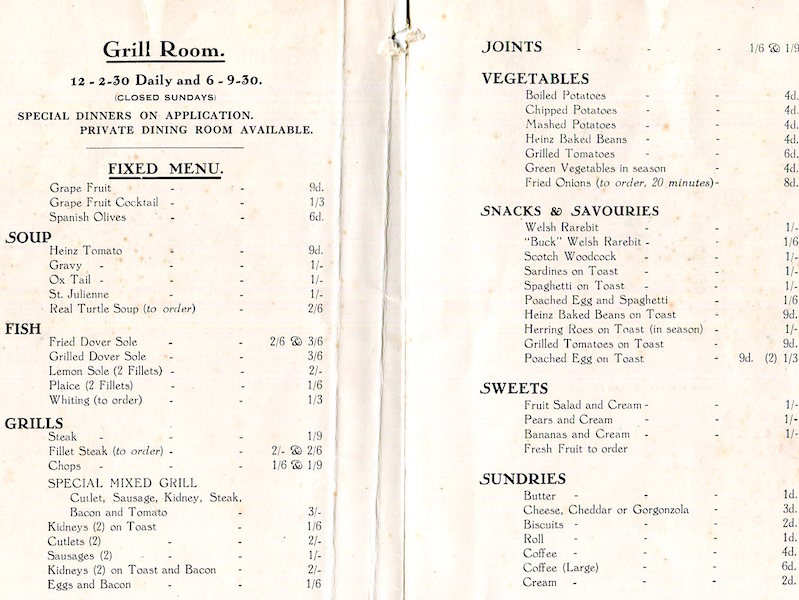 Grill Room.
12 - 2-30 Daily and 6 - 9-30.
(CLOSED SUNDAYS)
SPECIAL DINNERS ON APPLICATION.
PRIVATE DINING ROOM AVAILABLE.
FIXED MENU.
Grape Fruit - - 9d.
Grape Fruit Cocktail - - 1/3
Spanish Olives - - 6d.
SOUP
Heinz Tomato - - 9d.
Gravy - - - 1/-
Ox Tail - - - 1/-
St. Julienne - - 1/-
Real Turtle Soup (to order) - 2/6
FISH
Fried Dover Sole - - 2/6 & 3/6
Grilled Dover Sole - - 3/6
Lemon Sole (2 Fillets) - - 2/-
Plaice (2 Fillets) - - 1/6
Whiting (to order) - - 1/3
GRILLS
Steak - - - 1/9
Fillet Steak (to order) - - 2/- & 2/6
Chops - - - 1/6 & 1/9
SPECIAL MIXED GRILL
Cutlet, Sausage, Kidney, Steak,
Bacon and Tomato - 3/-
Kidneys (2) on Toast - 1/6
Cutlets (2) - - 2/-
Sausages (2) - - 1/-
Kidneys (2) on Toast and Bacon - 2/-
Eggs and Bacon - - 1/6
JOINTS - - - 1/6 & 1/9
VEGETABLES
Boiled Potatoes - - 4d.
Chipped Potatoes - - 4d.
Mashed Potatoes - - 4d.
Heinz Baked Beans - - 4d.
Grilled Tomatoes - - 6d.
Green Vegetables in season - 4d.
Fried Onions (to order, 20 minutes) - 8d.
SNACKS & SAVOURIES
Welsh Rarebit - - 1/-
"Buck" Welsh Rarebit - - 1/6
Scotch Woodcock - - 1/-
Sardines on Toast - - 1/-
Spaghetti on Toast - - 1/-
Poached Egg and Spaghetti - 1/6
Heinz Baked Beans on Toast - 9d.
Herring Roes on Toast (in season) - 1/-
Grilled Tomatoes on Toast - 9d.
Poached Egg on Toast - 9d. (2) 1/3
SWEETS
Fruit Salad and Cream - - 1/-
Pears and Cream - - 1/-
Bananas and Cream - - 1/-
Fresh Fruit to order
SUNDRIES
Butter - - - 1d.
Cheese, Cheddar or Gorgonzola - 3d.
Biscuits - - - 2d.
Roll - - - 1d.
Coffee - - - 4d.
Coffee (Large) - - 6d.
Cream - - - 2d.